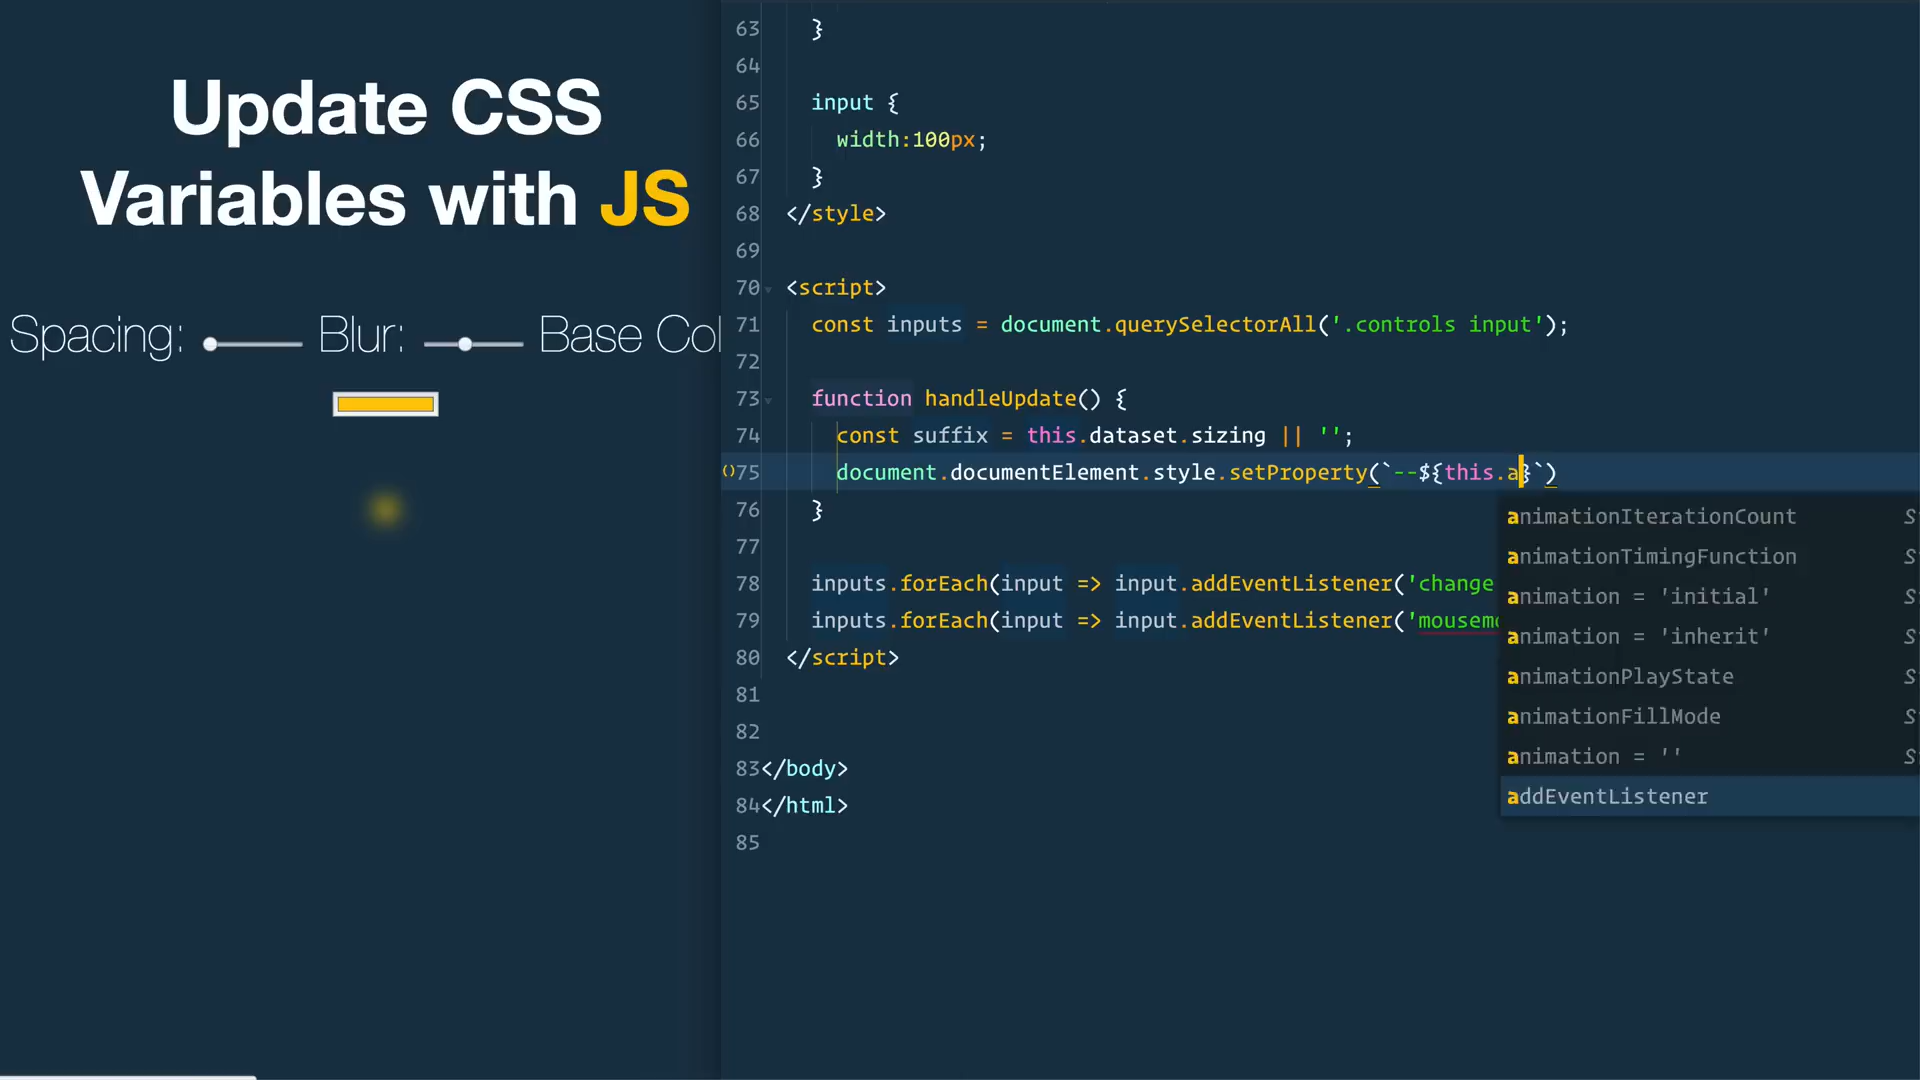 Update CSS
Variables with JS
Spacing: Blur: Base Col
63 }
64
65 input {
66 width:100px;
67 }
68 </style>
69
70 <script>
71 const inputs = document.querySelectorAll('.controls input');
72
73 function handleUpdate() {
74 const suffix = this.dataset.sizing || '';
75 document.documentElement.style.setProperty(`--${this.a}`)
76 }
77
78 inputs.forEach(input => input.addEventListener('change
79 inputs.forEach(input => input.addEventListener('mousemo
80 </script>
81
82
83 </body>
84 </html>
85
animationIterationCount S
animationTimingFunction S
animation = 'initial' S
animation = 'inherit' S
animationPlayState S
animationFillMode S
animation = '' S
addEventListener